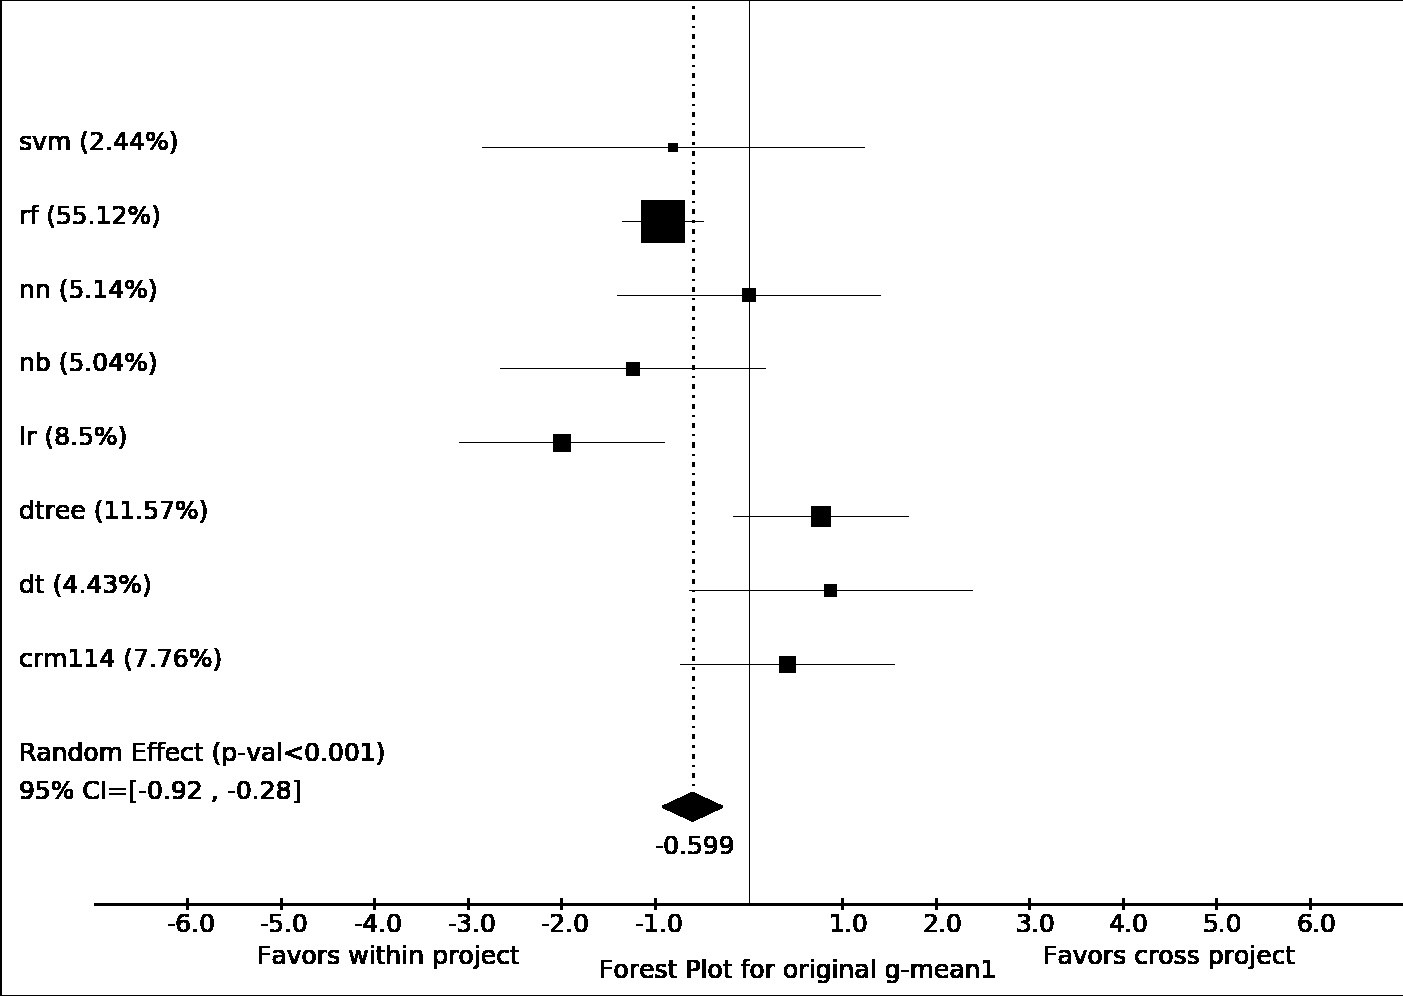 svm (2.44%)
rf (55.12%)
nn (5.14%)
nb (5.04%)
lr (8.5%)
dtree (11.57%)
dt (4.43%)
crm114 (7.76%)
Random Effect (p-val<0.001)
95% CI=[-0.92 , -0.28]
-0.599
-6.0 -5.0 -4.0 -3.0 -2.0 -1.0 1.0 2.0 3.0 4.0 5.0 6.0
Favors within project Favors cross project
Forest Plot for original g-mean1